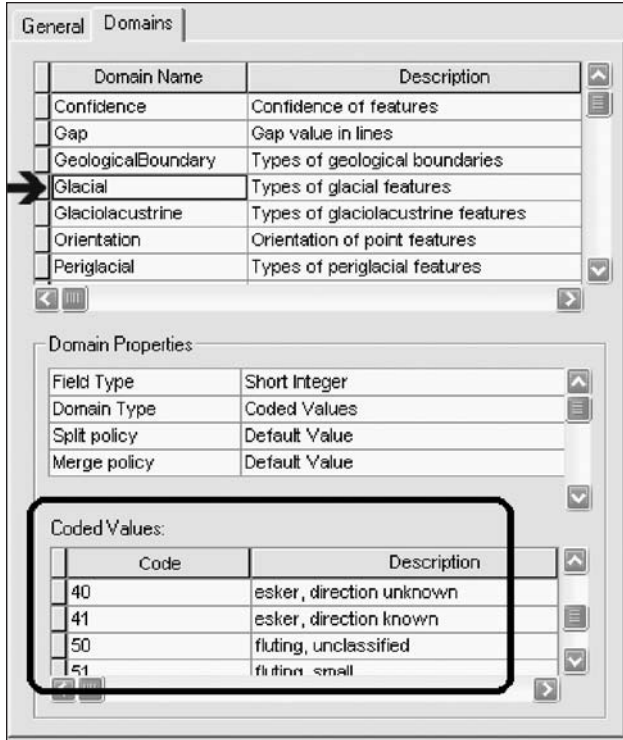 General Domains
Domain Name Description
Confidence Confidence of features
Gap Gap value in lines
GeologicalBoundary Types of geological boundaries
Glacial Types of glacial features
Glaciolacustrine Types of glaciolacustrine features
Orientation Orientation of point features
Periglacial Types of periglacial features
Domain Properties
Field Type Short Integer
Domain Type Coded Values
Split policy Default Value
Merge policy Default Value
Coded Values:
Code Description
40 esker, direction unknown
41 esker, direction known
50 fluting, unclassified
51 fluting, small